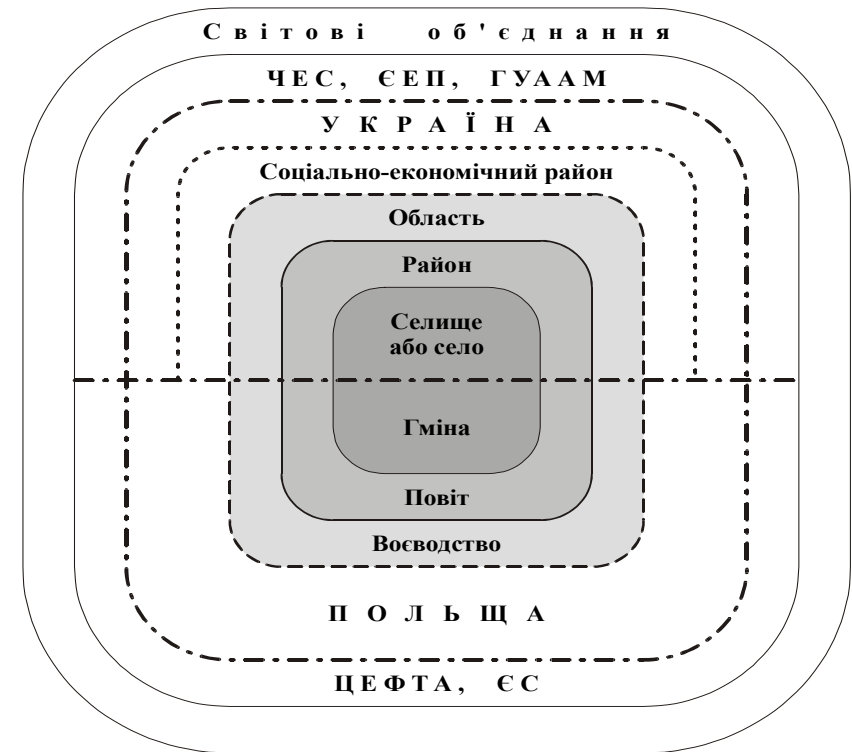 Світові об'єднання
ЧЕС, ЄЕП, ГУААМ
УКРАЇНА
Соціально-економічний район
Область
Район
Селище
або село
Гміна
Повіт
Воєводство
ПОЛЬЩА
ЦЕФТА, ЄС